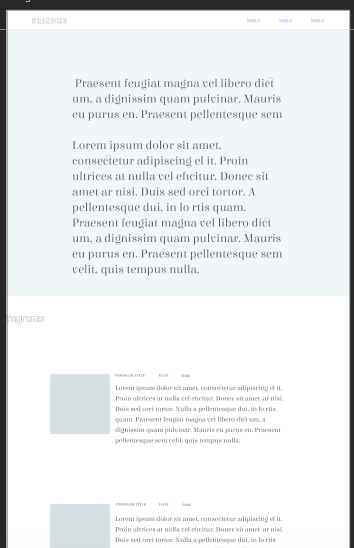 BRANDING
PAGE 1 PAGE 2 PAGE 3
Praesent feugiat magna vel libero dict
um, a dignissim quam pulvinar. Mauris
eu purus en. Praesent pellentesque sem
Lorem ipsum dolor sit amet,
consectetur adipiscing el it. Proin
ultrices at nulla vel eficitur. Donec sit
amet ar nisi. Duis sed orci tortor. A
pellentesque dui, in lo rtis quam.
Praesent feugiat magna vel libero dict
um, a dignissim quam pulvinar. Mauris
eu purus en. Praesent pellentesque sem
velit, quis tempus nulla.
rograms
PROGRAM TITLE DATE TIME
Lorem ipsum dolor sit amet, consectetur adipiscing el it.
Proin ultrices at nulla vel eficitur. Donec sit amet ar nisi.
Duis sed orci tortor. Nulla a pellentesque dui, in lo rtis
quam. Praesent feugiat magna vel libero dict um, a
dignissim quam pulvinar. Mauris eu purus en. Praesent
pellentesque sem velit, quis tempus nulla.
PROGRAM TITLE DATE TIME
Lorem ipsum dolor sit amet, consectetur adipiscing el it.
Proin ultrices at nulla vel eficitur. Donec sit amet ar nisi.
Duis sed orci tortor. Nulla a pellentesque dui, in lo rtis